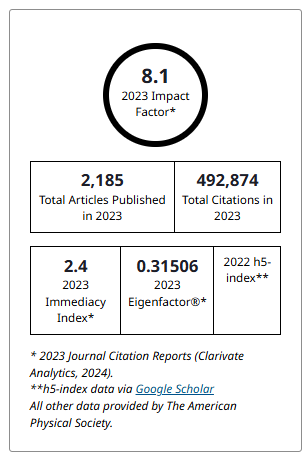 8.1
2023 Impact
Factor*
2,185
Total Articles Published
in 2023
492,874
Total Citations in
2023
2.4
2023
Immediacy
Index*
0.31506
2023
Eigenfactor®*
2022 h5-
index**
* 2023 Journal Citation Reports (Clarivate
Analytics, 2024).
**h5-index data via Google Scholar
All other data provided by The American
Physical Society.